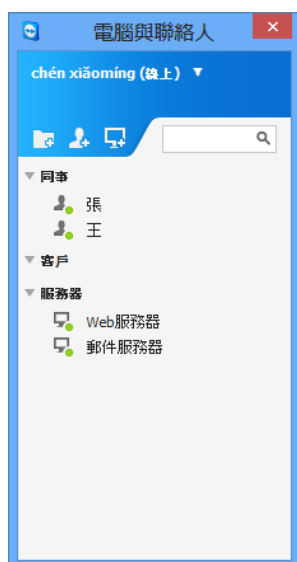 電腦與聯絡人
chén xiǎomíng (線上)
同事
張
王
客戶
服務器
Web服務器
郵件服務器